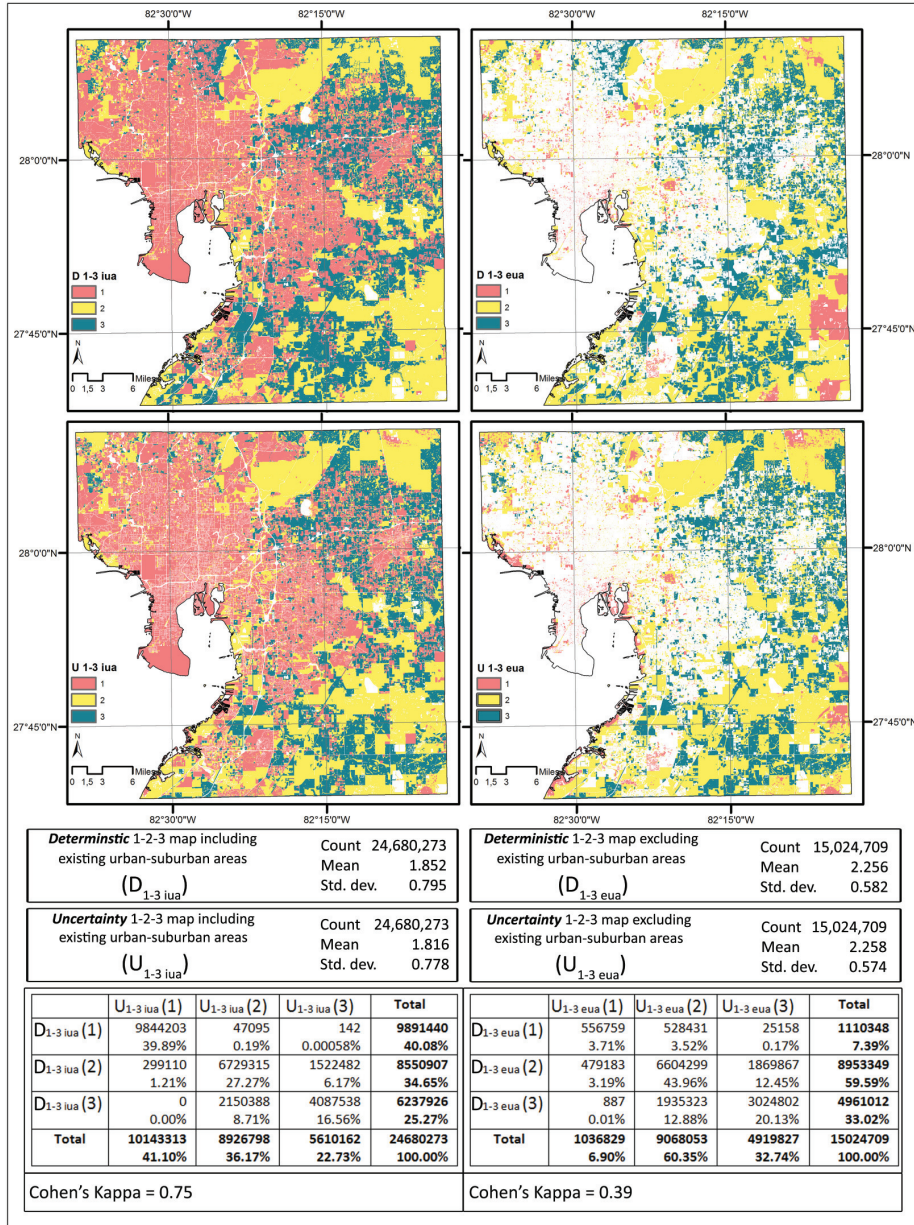 82°30'0"W 82°15'0"W 82°30'0"W 82°15'0"W
28°0'0"N 28°0'0"N
D 1-3 iua
1
2
3
27°45'0"N 27°45'0"N
N
Miles
0 1,5 3 6
D 1-3 eua
1
2
3
N
Miles
0 1,5 3 6
28°0'0"N 28°0'0"N
U 1-3 iua
1
2
3
27°45'0"N 27°45'0"N
N
Miles
0 1,5 3 6
U 1-3 eua
1
2
3
N
Miles
0 1,5 3 6
82°30'0"W 82°15'0"W 82°30'0"W 82°15'0"W
Determinstic 1-2-3 map including
existing urban-suburban areas
(D1-3 iua)
Count 24,680,273
Mean 1.852
Std. dev. 0.795
Deterministic 1-2-3 map excluding
existing urban-suburban areas
(D1-3 eua)
Count 15,024,709
Mean 2.256
Std. dev. 0.582
Uncertainty 1-2-3 map including
existing urban-suburban areas
(U1-3 iua)
Count 24,680,273
Mean 1.816
Std. dev. 0.778
Uncertainty 1-2-3 map excluding
existing urban-suburban areas
(U1-3 eua)
Count 15,024,709
Mean 2.258
Std. dev. 0.574
U1-3 iua (1) U1-3 iua (2) U1-3 iua (3) Total
D1-3 iua (1) 9844203 47095 142 9891440
39.89% 0.19% 0.00058% 40.08%
D1-3 iua (2) 299110 6729315 1522482 8550907
1.21% 27.27% 6.17% 34.65%
D1-3 iua (3) 0 2150388 4087538 6237926
0.00% 8.71% 16.56% 25.27%
Total 10143313 8926798 5610162 24680273
41.10% 36.17% 22.73% 100.00%
Cohen's Kappa = 0.75
U1-3 eua (1) U1-3 eua (2) U1-3 eua (3) Total
D1-3 eua (1) 556759 528431 25158 1110348
3.71% 3.52% 0.17% 7.39%
D1-3 eua (2) 479183 6604299 1869867 8953349
3.19% 43.96% 12.45% 59.59%
D1-3 eua (3) 887 1935323 3024802 4961012
0.01% 12.88% 20.13% 33.02%
Total 1036829 9068053 4919827 15024709
6.90% 60.35% 32.74% 100.00%
Cohen's Kappa = 0.39